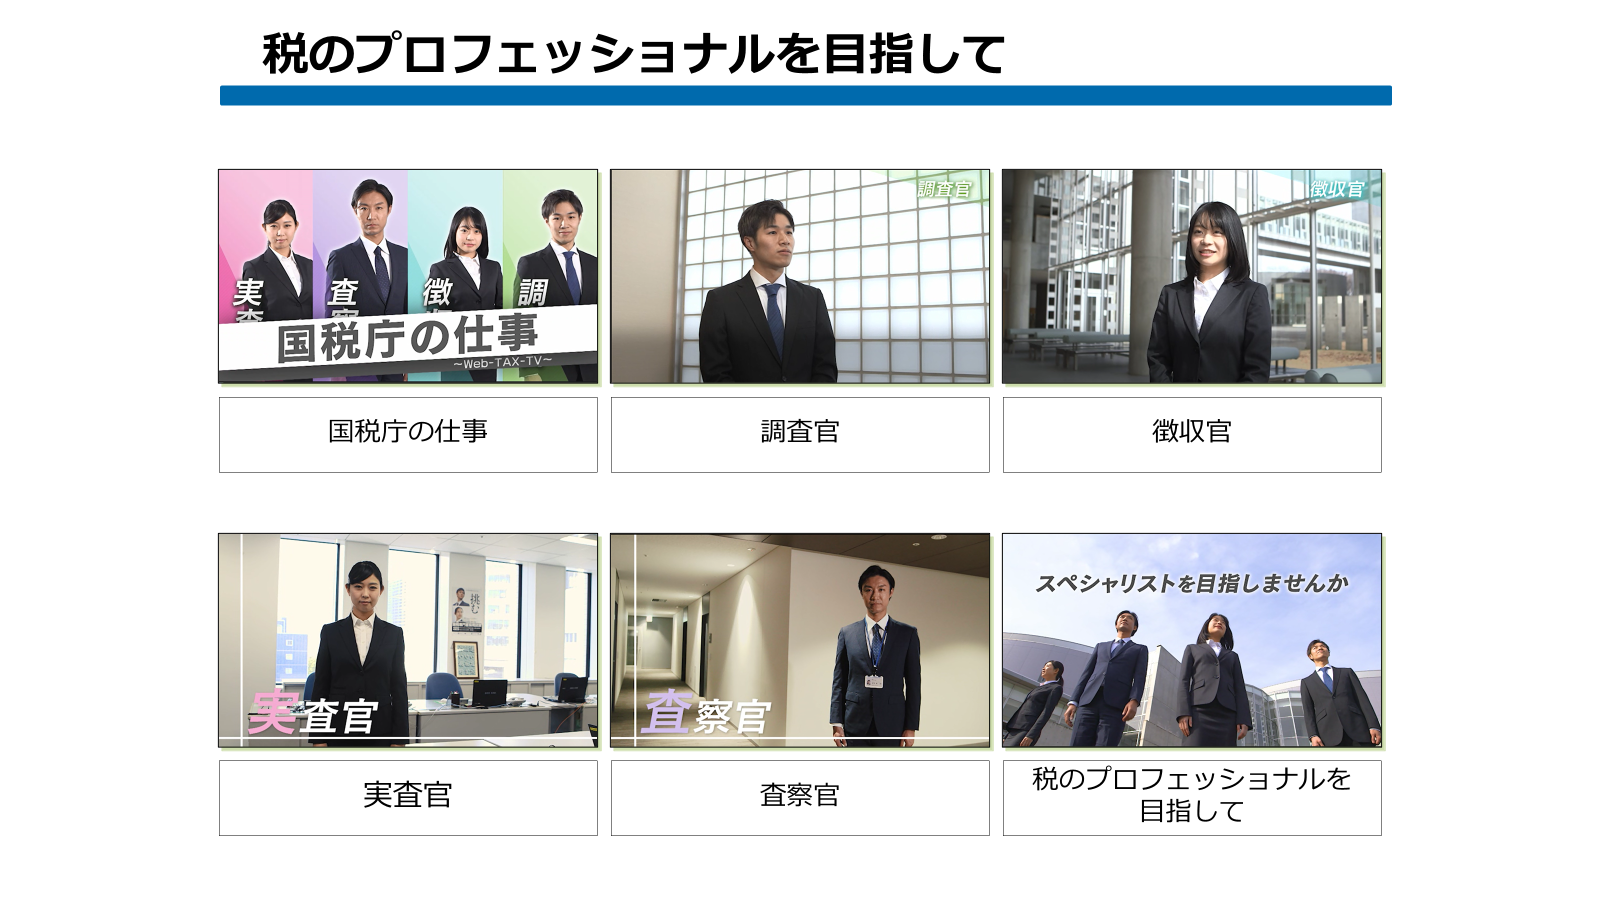 税のプロフェッショナルを目指して
実査
査察
徴
調
国税庁の仕事
～Web-TAX-TV～
調査官
徴収官
国税庁の仕事
調査官
徴収官
挑む
実査官
査察官
スペシャリストを目指しませんか
実査官
査察官
税のプロフェッショナルを
目指して